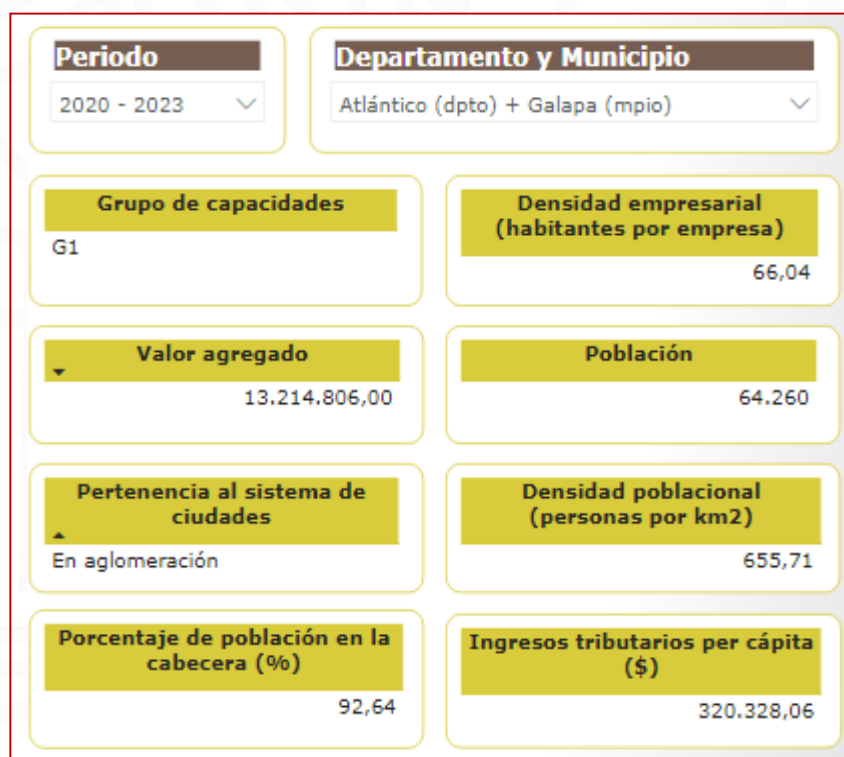 Periodo
2020 - 2023
Departamento y Municipio
Atlántico (dpto) + Galapa (mpio)
Grupo de capacidades
G1
Densidad empresarial
(habitantes por empresa)
66,04
Valor agregado
13.214.806,00
Población
64.260
Pertenencia al sistema de
ciudades
En aglomeración
Densidad poblacional
(personas por km2)
655,71
Porcentaje de población en la
cabecera (%)
92,64
Ingresos tributarios per cápita
($)
320.328,06